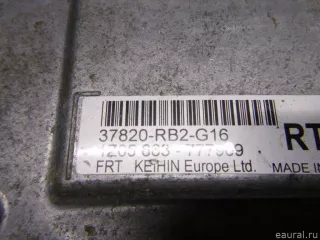 37820-RB2-G16
RT
FRT KEIHIN Europe Ltd.
MADE IN
eaural.ru